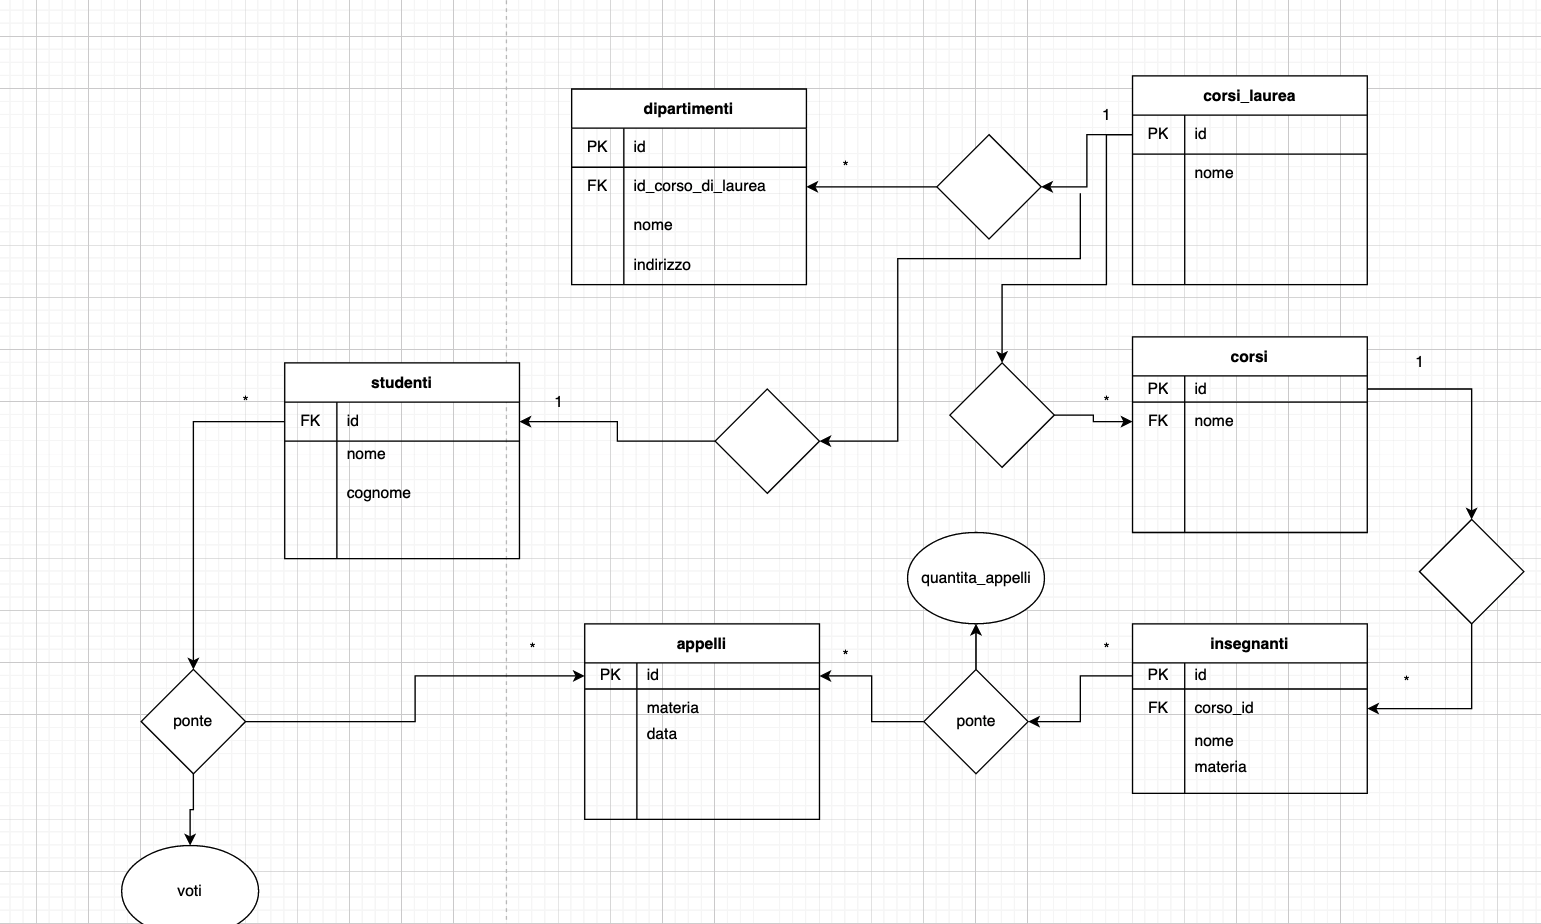 dipartimenti
PK id
FK id_corso_di_laurea
nome
indirizzo
*
1
corsi_laurea
PK id
nome
studenti
FK id
nome
cognome
*
1
*
corsi
PK id
FK nome
1
quantita_appelli
*
appelli
PK id
materia
data
*
ponte
*
insegnanti
PK id
FK corso_id
nome
materia
*
ponte
voti